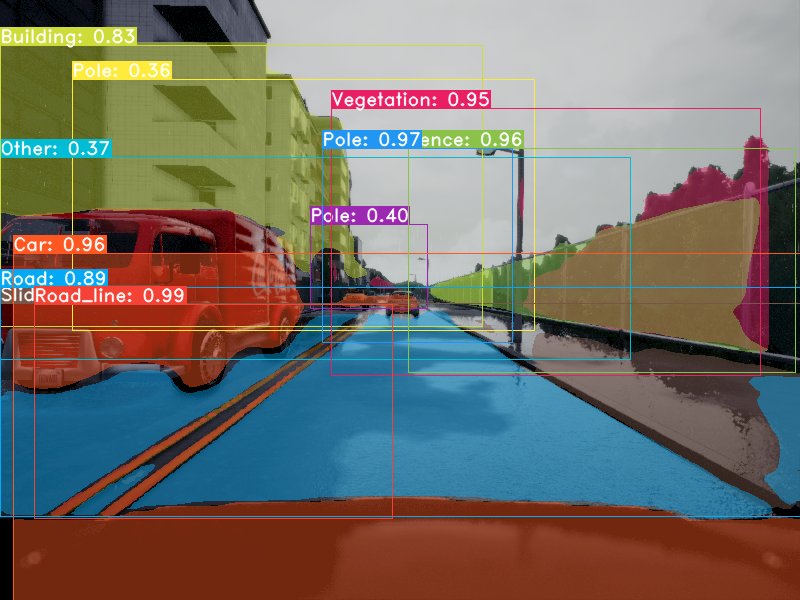 Building: 0.83
Pole: 0.36
Vegetation: 0.95
Pole: 0.97
ence: 0.96
Other: 0.37
Pole: 0.40
Car: 0.96
Road: 0.89
Slid
Road_line: 0.99